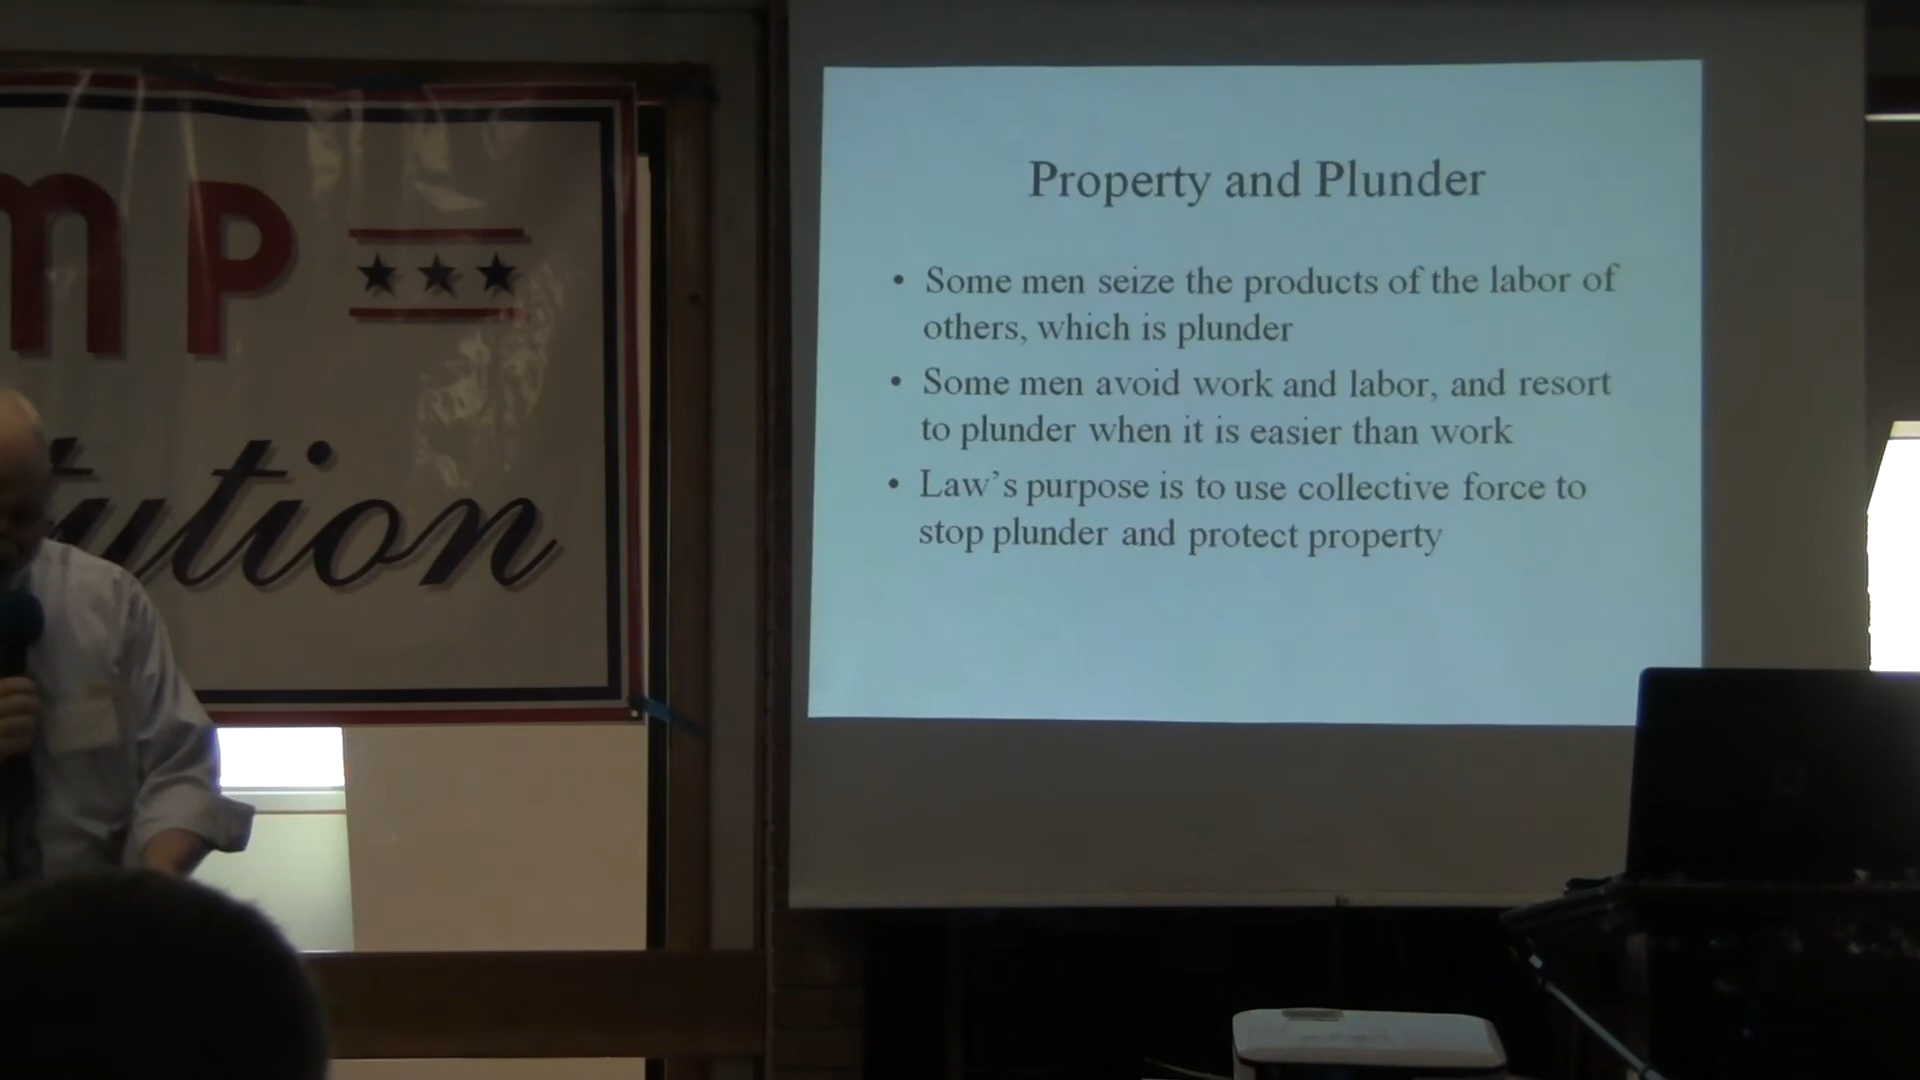 mP
tution
Property and Plunder
• Some men seize the products of the labor of
others, which is plunder
• Some men avoid work and labor, and resort
to plunder when it is easier than work
• Law’s purpose is to use collective force to
stop plunder and protect property